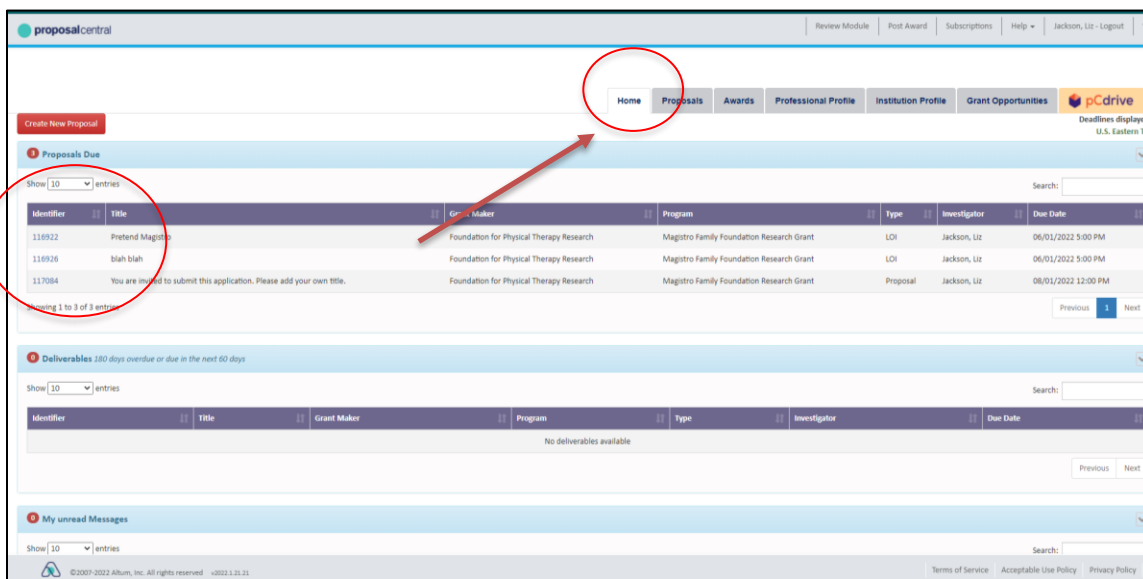 proposalcentral
Review Module Post Award Subscriptions Help Jackson, Liz - Logout
Home Proposals Awards Professional Profile Institution Profile Grant Opportunities pCdrive
Create New Proposal
Deadlines displaye
U.S. Eastern T
3 Proposals Due
Show 10 entries
Search:
Identifier Title Grant Maker Program Type Investigator Due Date
116922 Pretend Magistro Foundation for Physical Therapy Research Magistro Family Foundation Research Grant LOI Jackson, Liz 06/01/2022 5:00 PM
116926 blah blah Foundation for Physical Therapy Research Magistro Family Foundation Research Grant LOI Jackson, Liz 06/01/2022 5:00 PM
117084 You are invited to submit this application. Please add your own title. Foundation for Physical Therapy Research Magistro Family Foundation Research Grant Proposal Jackson, Liz 08/01/2022 12:00 PM
Showing 1 to 3 of 3 entries
Previous 1 Next
0 Deliverables 180 days overdue or due in the next 60 days
Show 10 entries
Search:
Identifier Title Grant Maker Program Type Investigator Due Date
No deliverables available
Previous Next
0 My unread Messages
Show 10 entries
Search:
©2007-2022 Altum, Inc. All rights reserved v2022.1.21.21
Terms of Service Acceptable Use Policy Privacy Policy